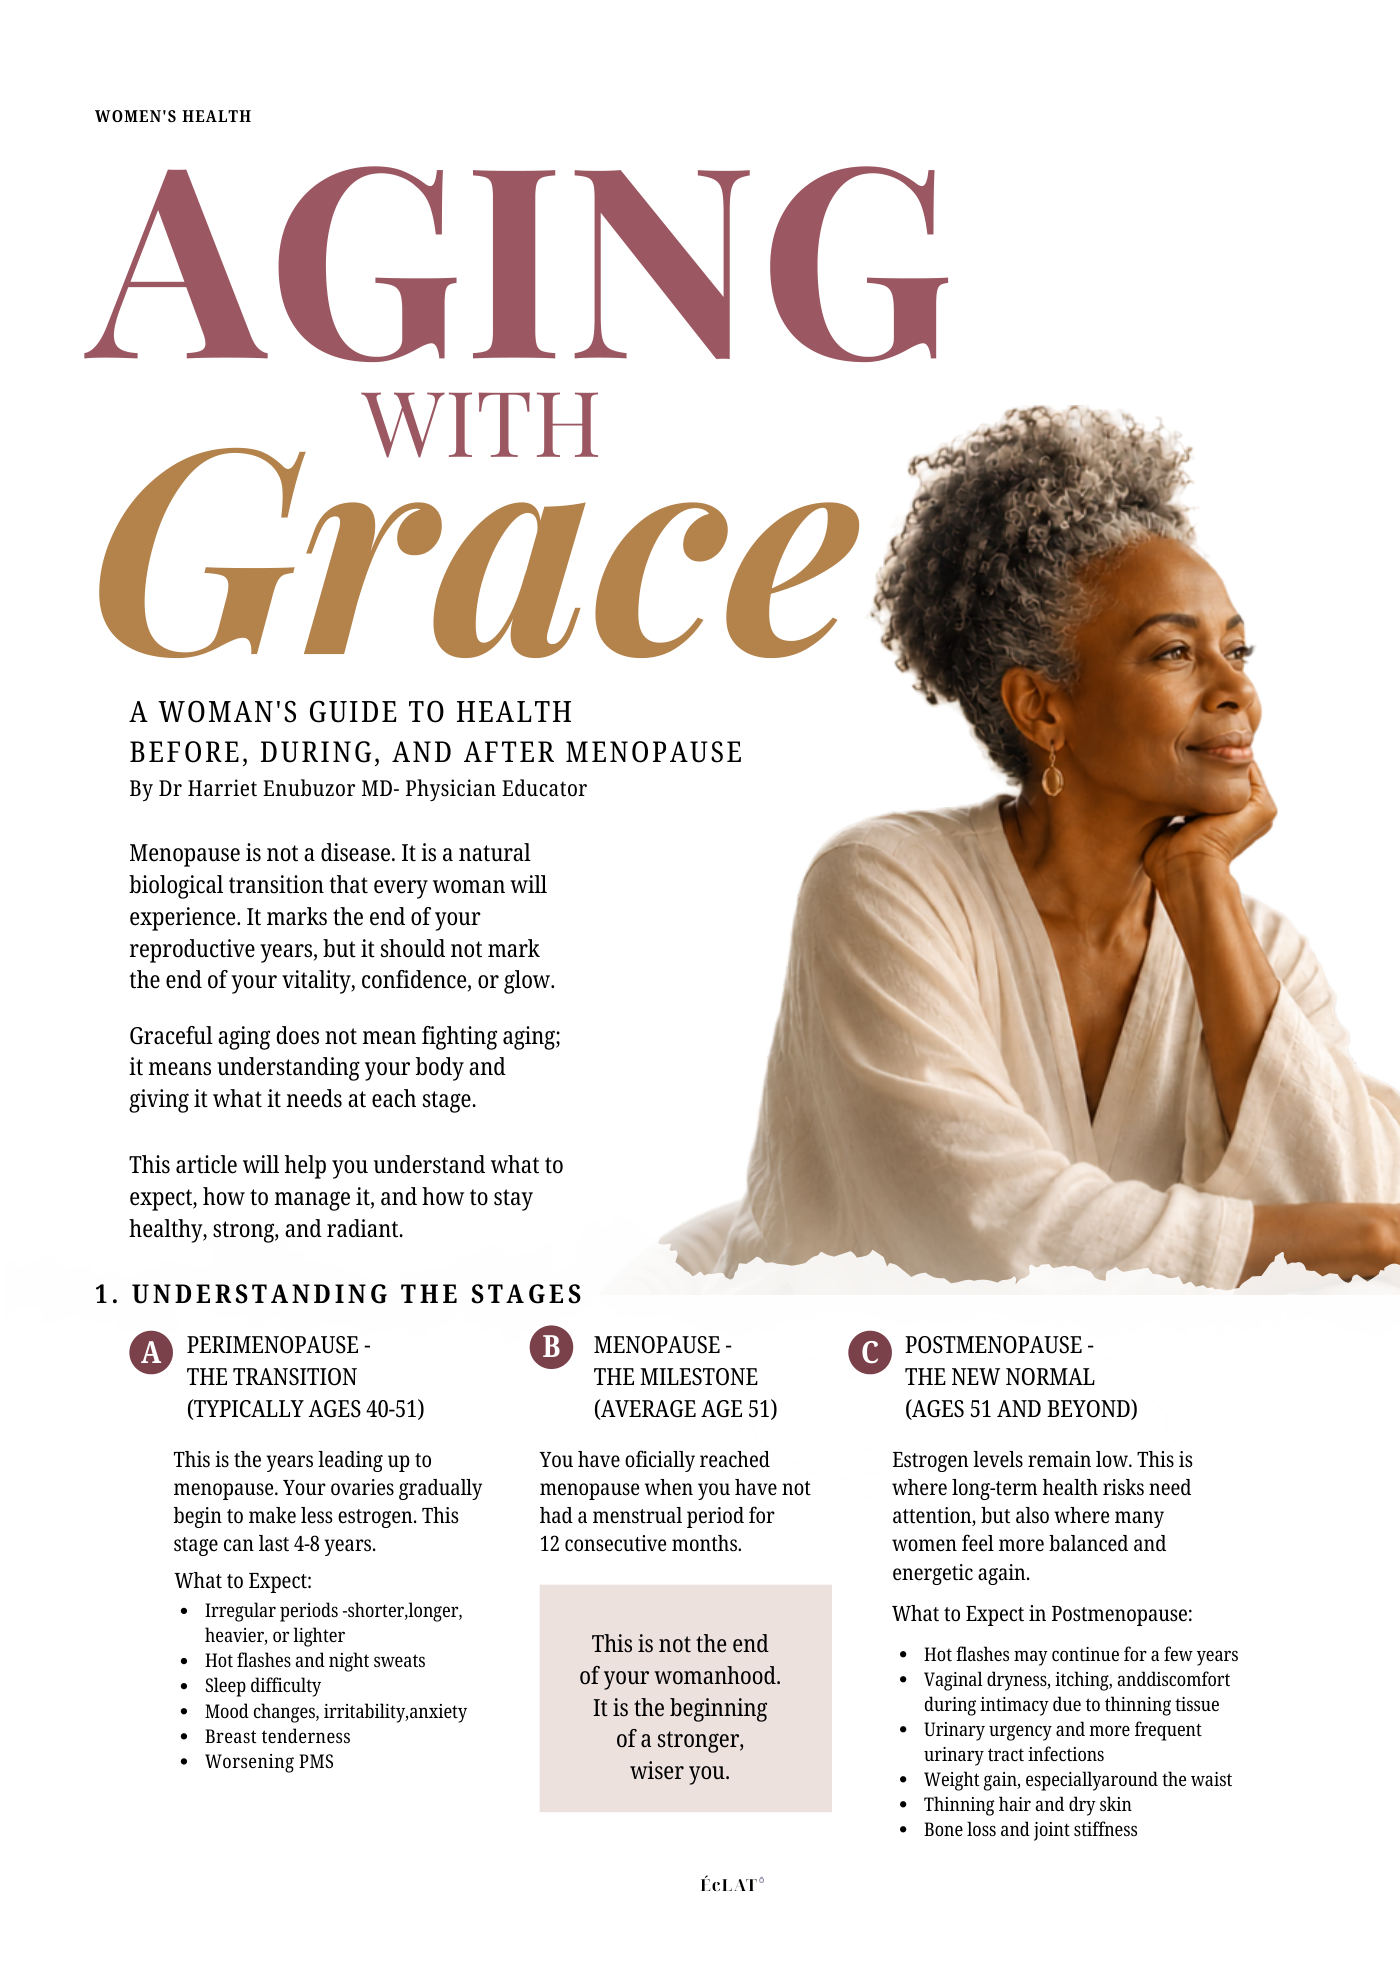 WOMEN'S HEALTH
AGING
WITH
Grace
A WOMAN'S GUIDE TO HEALTH
BEFORE, DURING, AND AFTER MENOPAUSE
By Dr Harriet Enubuzor MD- Physician Educator
Menopause is not a disease. It is a natural
biological transition that every woman will
experience. It marks the end of your
reproductive years, but it should not mark
the end of your vitality, confidence, or glow.
Graceful aging does not mean fighting aging;
it means understanding your body and
giving it what it needs at each stage.
This article will help you understand what to
expect, how to manage it, and how to stay
healthy, strong, and radiant.
1. UNDERSTANDING THE STAGES
A PERIMENOPAUSE -
THE TRANSITION
(TYPICALLY AGES 40-51)
This is the years leading up to
menopause. Your ovaries gradually
begin to make less estrogen. This
stage can last 4-8 years.
What to Expect:
• Irregular periods -shorter,longer,
heavier, or lighter
• Hot flashes and night sweats
• Sleep difficulty
• Mood changes, irritability,anxiety
• Breast tenderness
• Worsening PMS
B MENOPAUSE -
THE MILESTONE
(AVERAGE AGE 51)
You have oficially reached
menopause when you have not
had a menstrual period for
12 consecutive months.
This is not the end
of your womanhood.
It is the beginning
of a stronger,
wiser you.
C POSTMENOPAUSE -
THE NEW NORMAL
(AGES 51 AND BEYOND)
Estrogen levels remain low. This is
where long-term health risks need
attention, but also where many
women feel more balanced and
energetic again.
What to Expect in Postmenopause:
• Hot flashes may continue for a few years
• Vaginal dryness, itching, anddiscomfort
during intimacy due to thinning tissue
• Urinary urgency and more frequent
urinary tract infections
• Weight gain, especiallyaround the waist
• Thinning hair and dry skin
• Bone loss and joint stiffness
ÉcLAT